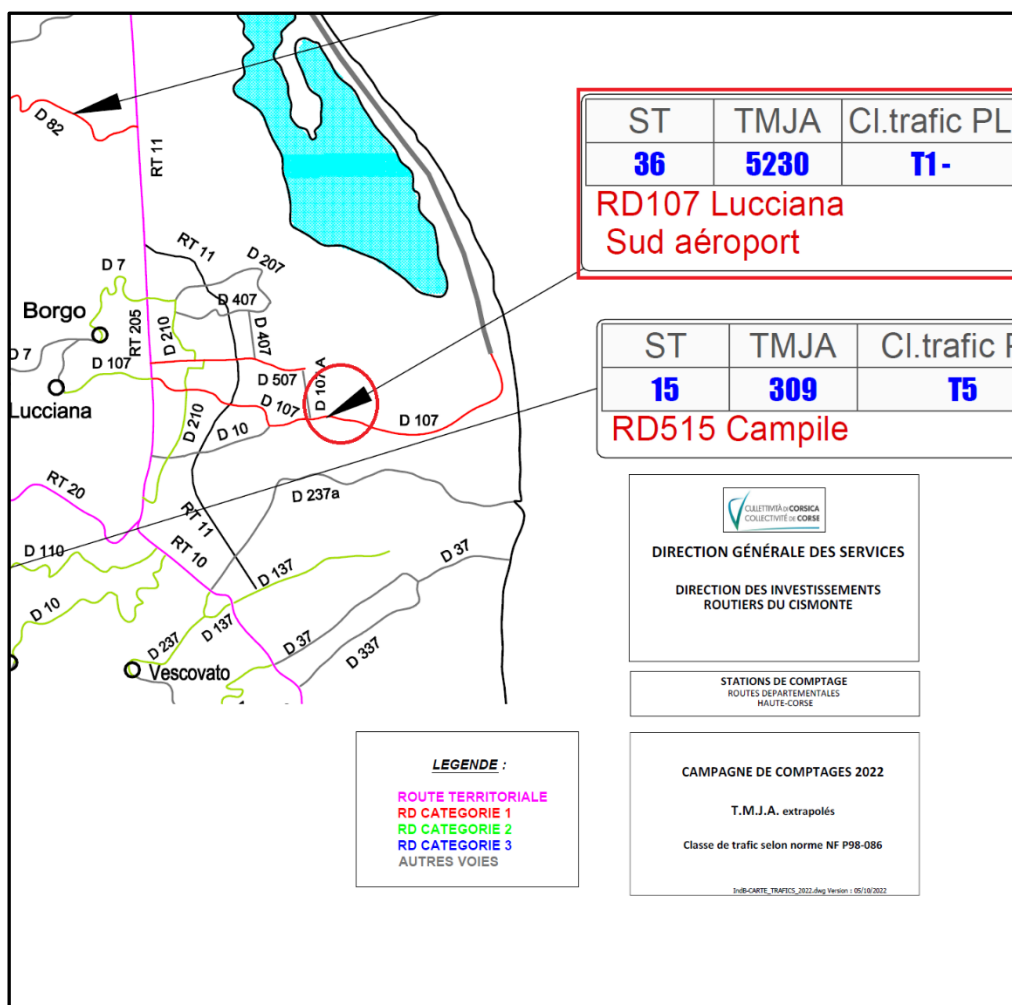 D 82
RT 11
ST TMJA Cl.trafic PL
36 5230 T1 -
RD107 Lucciana
Sud aéroport
RT 11
D 207
D 7
D 407
Borgo
RT 205
D 210
D 407
D 7
D 107
D 507
D 107A
Lucciana
D 107
D 107
D 210
D 10
ST TMJA Cl.trafic
15 309 T5
RD515 Campile
RT 20
D 237a
RT 11
D 110
RT 10
D 37
D 137
D 10
D 237
D 137
D 37
D 337
Vescovato
CULLETTIVITÀ DI CORSICA
COLLECTIVITÉ DE CORSE
DIRECTION GÉNÉRALE DES SERVICES
DIRECTION DES INVESTISSEMENTS
ROUTIERS DU CISMONTE
STATIONS DE COMPTAGE
ROUTES DEPARTEMENTALES
HAUTE-CORSE
LEGENDE :
ROUTE TERRITORIALE
RD CATEGORIE 1
RD CATEGORIE 2
RD CATEGORIE 3
AUTRES VOIES
CAMPAGNE DE COMPTAGES 2022
T.M.J.A. extrapolés
Classe de trafic selon norme NF P98-086
IndB-CARTE_TRAFICS_2022.dwg Version : 05/10/2022